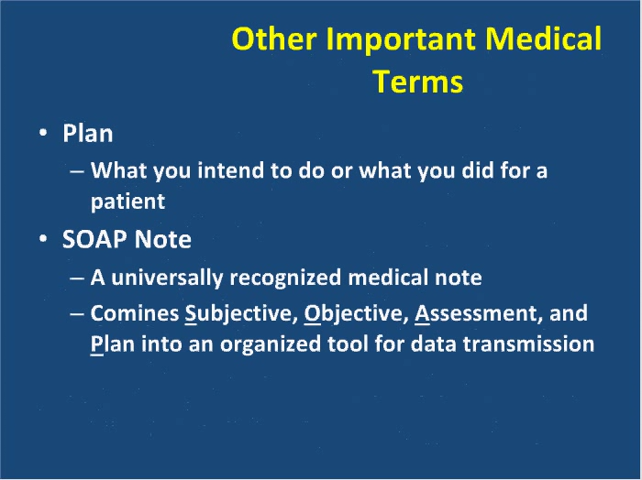 Other Important Medical
Terms
• Plan
– What you intend to do or what you did for a
patient
• SOAP Note
– A universally recognized medical note
– Comines Subjective, Objective, Assessment, and
Plan into an organized tool for data transmission